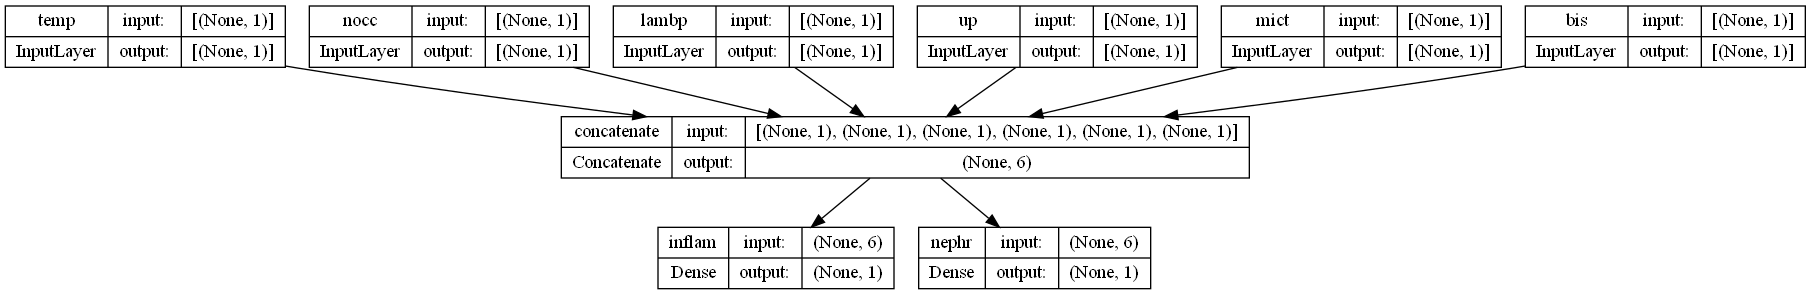 temp input: [(None, 1)] nocc input: [(None, 1)] lambp input: [(None, 1)] up input: [(None, 1)] mict input: [(None, 1)] bis input: [(None, 1)]
InputLayer output: [(None, 1)] InputLayer output: [(None, 1)] InputLayer output: [(None, 1)] InputLayer output: [(None, 1)] InputLayer output: [(None, 1)] InputLayer output: [(None, 1)]
concatenate input: [(None, 1), (None, 1), (None, 1), (None, 1), (None, 1), (None, 1)]
Concatenate output: (None, 6)
inflam input: (None, 6) nephr input: (None, 6)
Dense output: (None, 1) Dense output: (None, 1)